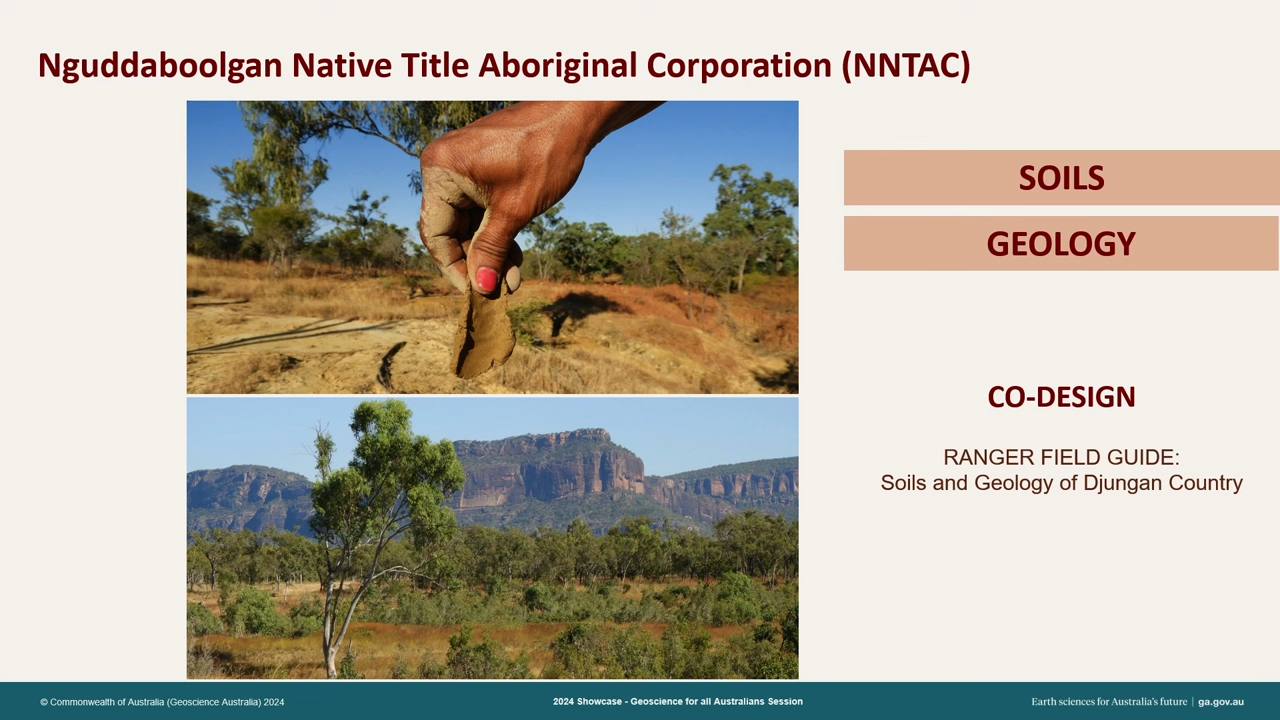 Nguddaboolgan Native Title Aboriginal Corporation (NNTAC)
SOILS
GEOLOGY
CO-DESIGN
RANGER FIELD GUIDE:
Soils and Geology of Djungan Country
© Commonwealth of Australia (Geoscience Australia) 2024
2024 Showcase - Geoscience for all Australians Session
Earth sciences for Australia's future | ga.gov.au